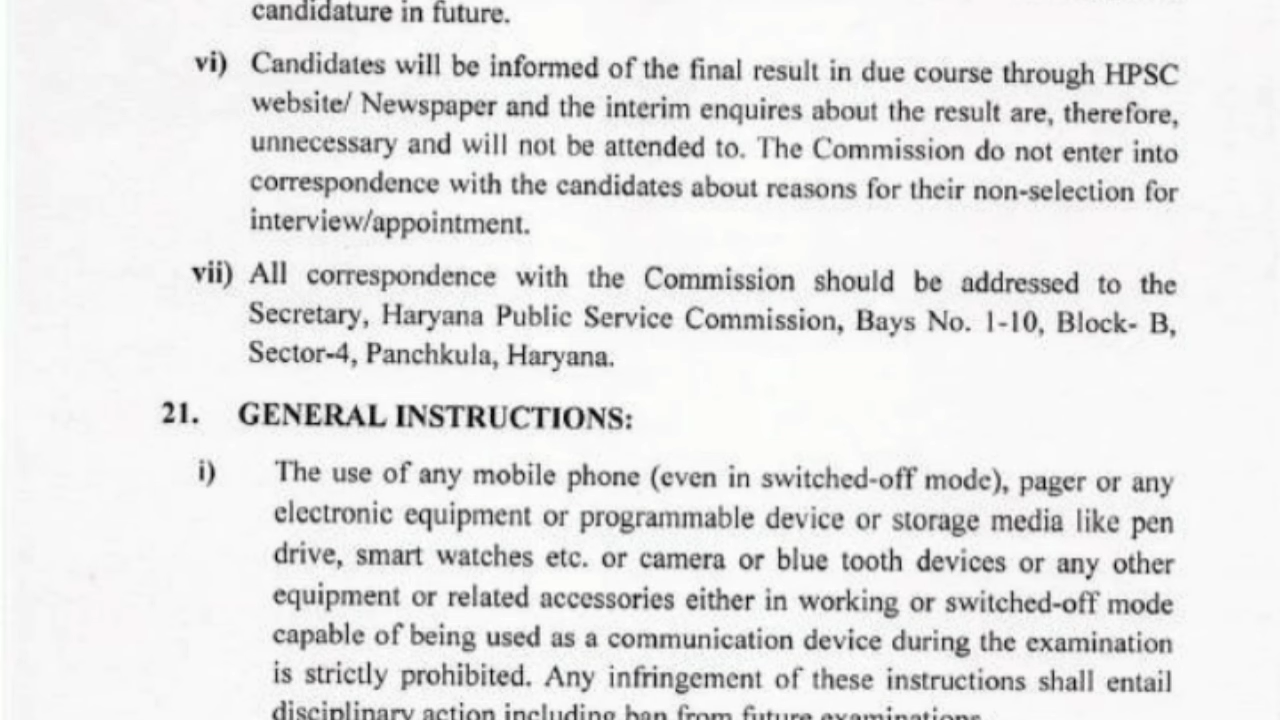 candidature in future.
vi) Candidates will be informed of the final result in due course through HPSC
website/ Newspaper and the interim enquires about the result are, therefore,
unnecessary and will not be attended to. The Commission do not enter into
correspondence with the candidates about reasons for their non-selection for
interview/appointment.
vii) All correspondence with the Commission should be addressed to the
Secretary, Haryana Public Service Commission, Bays No. 1-10, Block- B,
Sector-4, Panchkula, Haryana.
21. GENERAL INSTRUCTIONS:
i) The use of any mobile phone (even in switched-off mode), pager or any
electronic equipment or programmable device or storage media like pen
drive, smart watches etc. or camera or blue tooth devices or any other
equipment or related accessories either in working or switched-off mode
capable of being used as a communication device during the examination
is strictly prohibited. Any infringement of these instructions shall entail
disciplinary action including ban from future examinations.